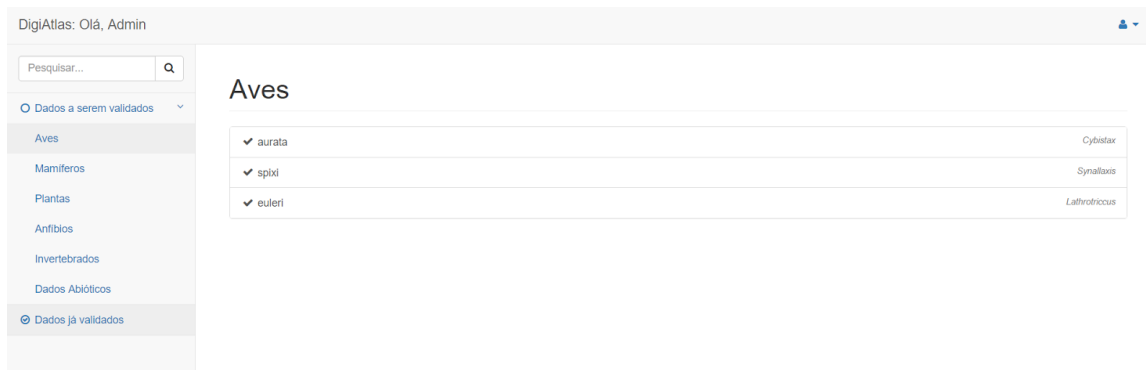 DigiAtlas: Olá, Admin
Pesquisar...
Dados a serem validados
Aves
Mamíferos
Plantas
Anfíbios
Invertebrados
Dados Abióticos
Dados já validados
Aves
aurata Cybistax
spixi Synallaxis
euleri Lathrotriccus